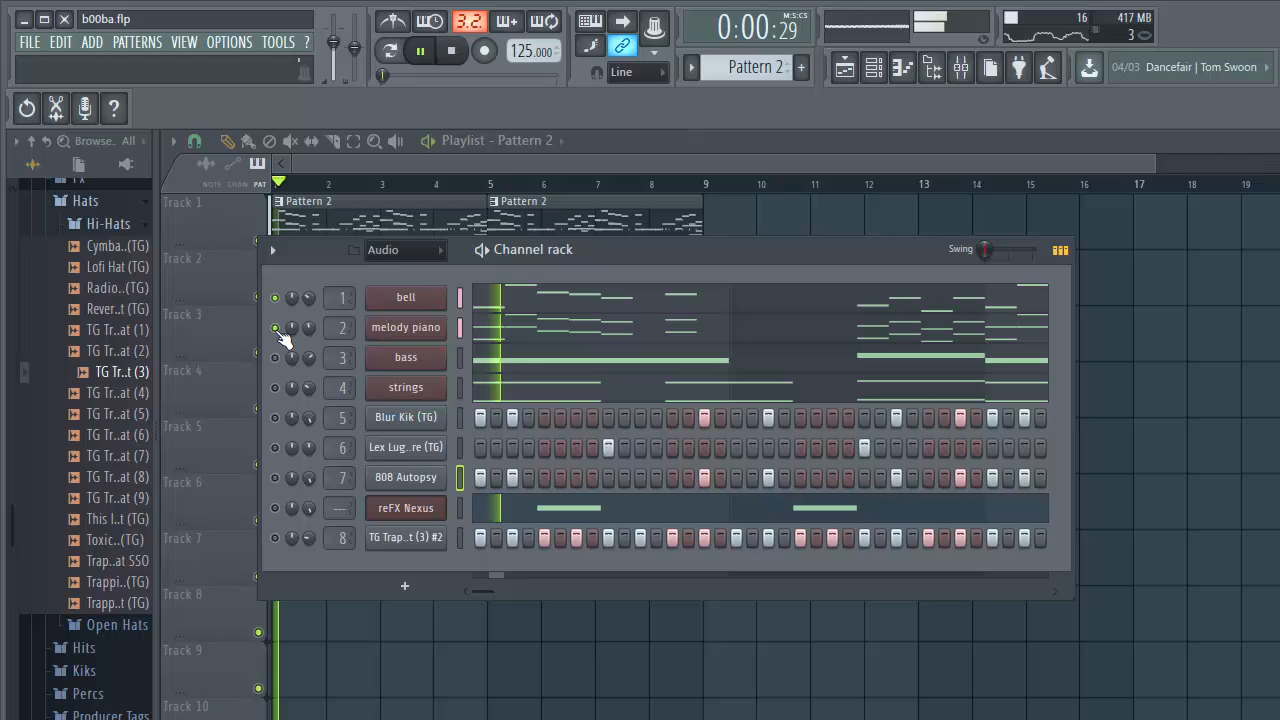 b00ba.flp
FILE EDIT ADD PATTERNS VIEW OPTIONS TOOLS ?
3.2.
125.000
Line
0:00:29
M:S:CS
Pattern 2
16
417 MB
3
04/03 Dancefair | Tom Swoon
Browse.. All
Hats
Hi-Hats
Cymba..(TG)
Lofi Hat (TG)
Radio..(TG)
Rever..t (TG)
TG Tr..at (1)
TG Tr..at (2)
TG Tr..t (3)
TG Tr..at (4)
TG Tr..at (5)
TG Tr..at (6)
TG Tr..at (7)
TG Tr..at (8)
TG Tr..at (9)
This I..t (TG)
Toxic..(TG)
Trap..at SSO
Trappi..(TG)
Trapp..t (TG)
Open Hats
Hits
Kiks
Percs
Producer Tags
Playlist - Pattern 2
NOTE CHAN PAT
2 3 4 5 6 7 8 9 10 11 12 13 14 15 16 17 18 19
Track 1
Pattern 2 Pattern 2
Track 2
Track 3
Track 4
Track 5
Track 6
Track 7
Track 8
Track 9
Track 10
Audio
Channel rack
Swing
1 bell
2 melody piano
3 bass
4 strings
5 Blur Kik (TG)
6 Lex Lug..re (TG)
7 808 Autopsy
--- reFX Nexus
8 TG Trap..t (3) #2
+